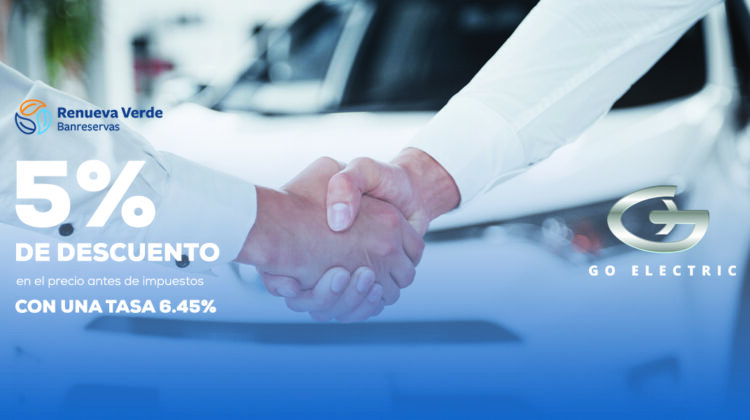 Renueva Verde
Banreservas
5%
DE DESCUENTO
en el precio antes de impuestos
CON UNA TASA 6.45%
GO ELECTRIC